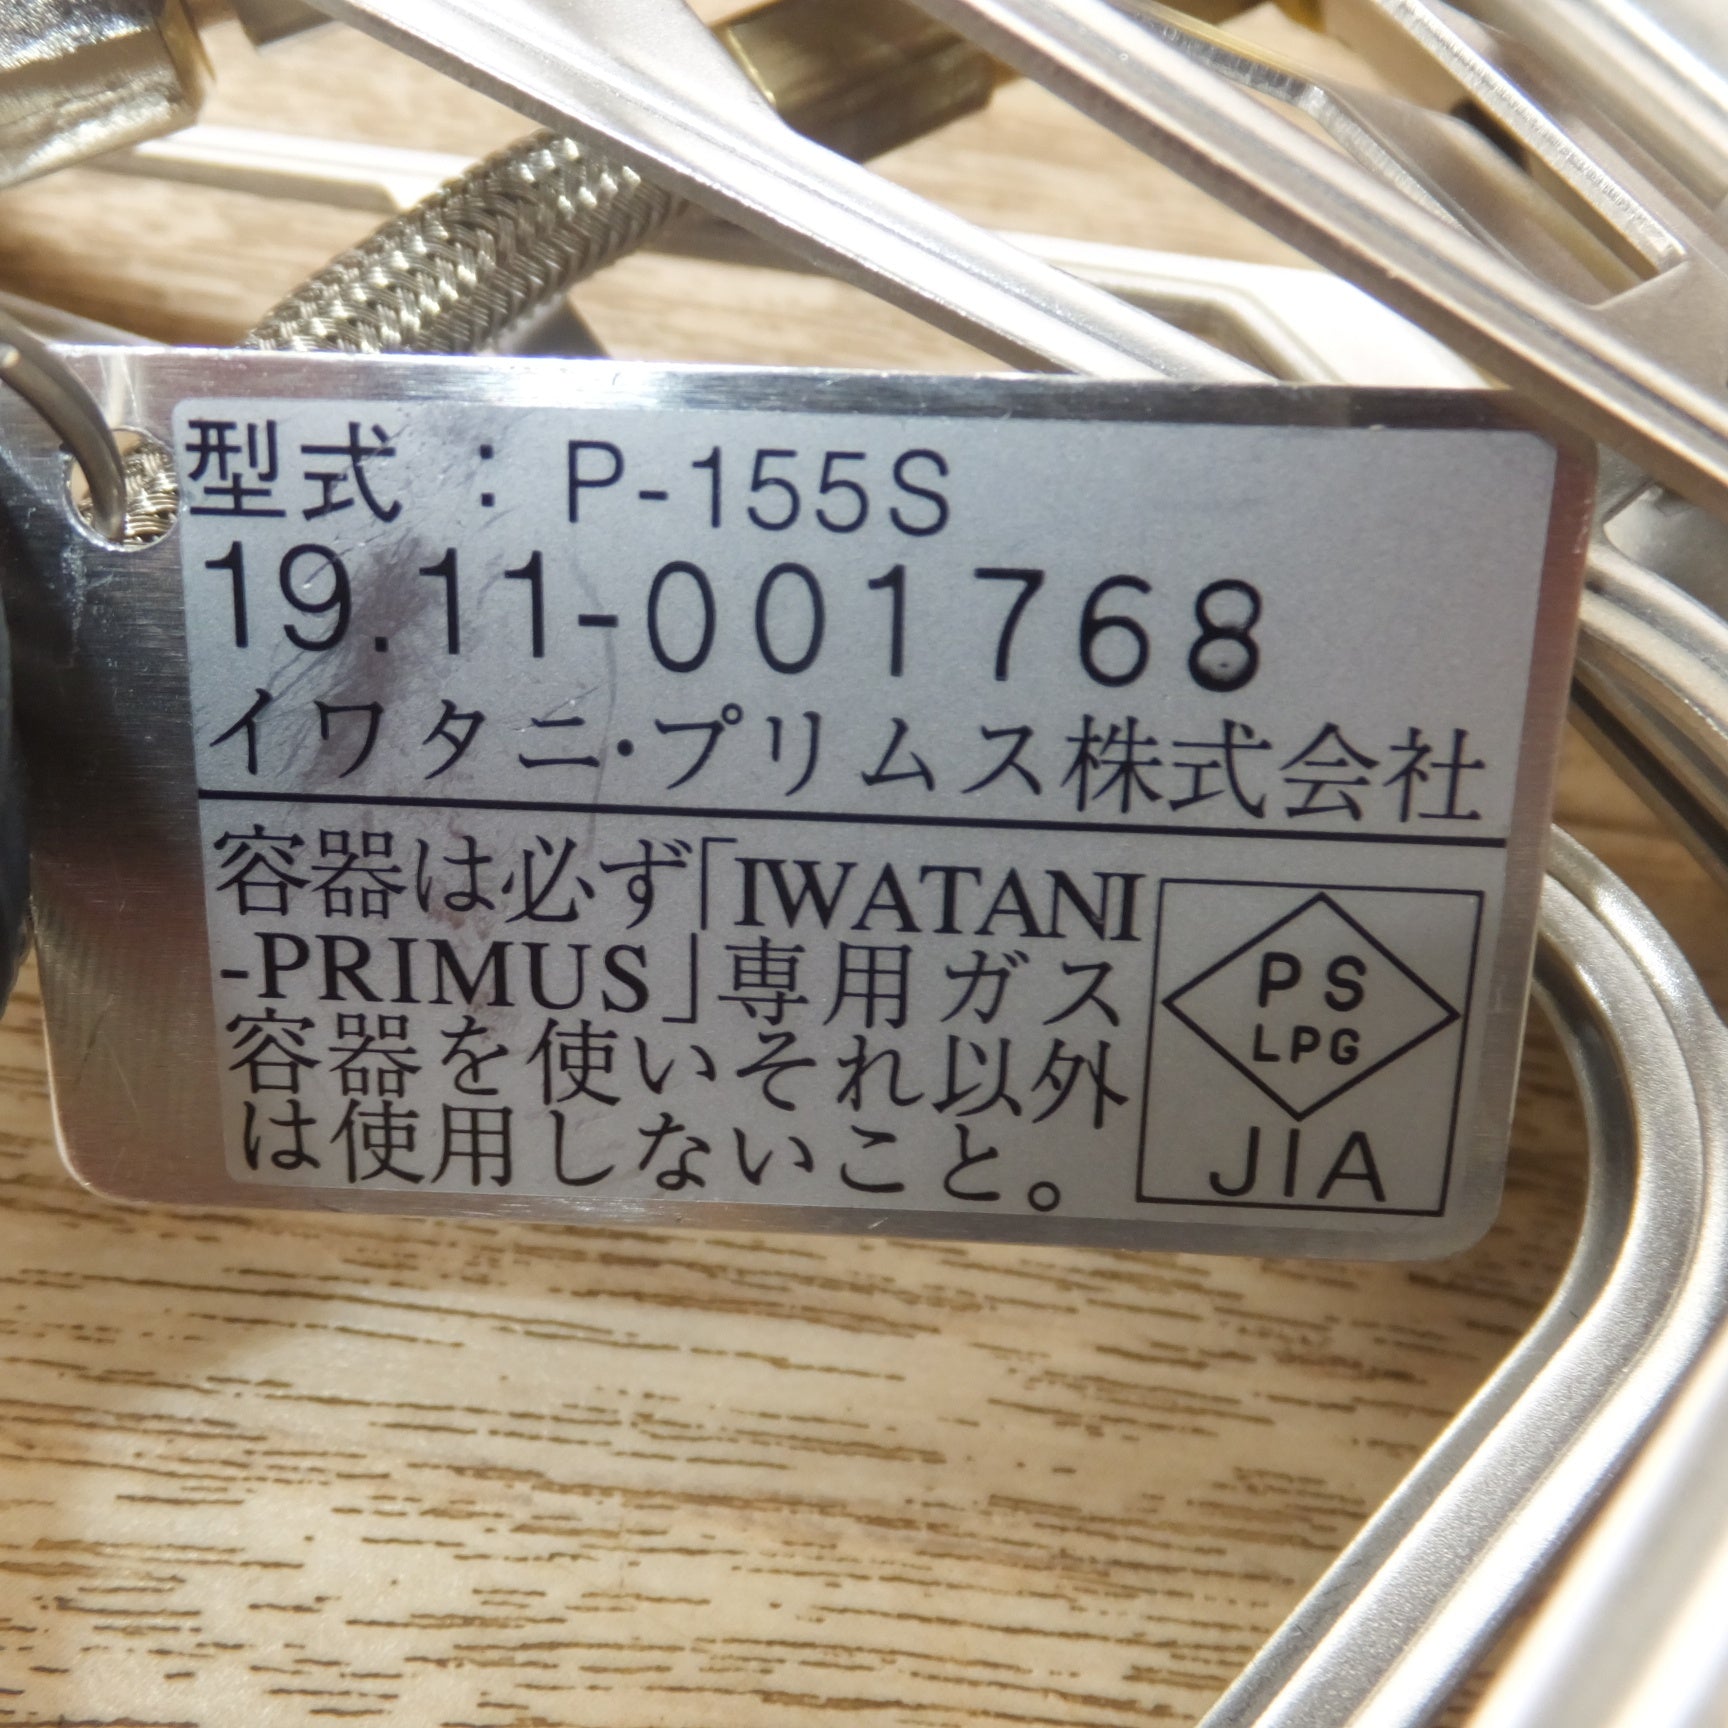 型式：P-155S
19.11-001768
イワタニ・プリムス株式会社
容器は必ず「IWATANI
-PRIMUS」専用ガス
容器を使いそれ以外
は使用しないこと。
PS
LPG
JIA